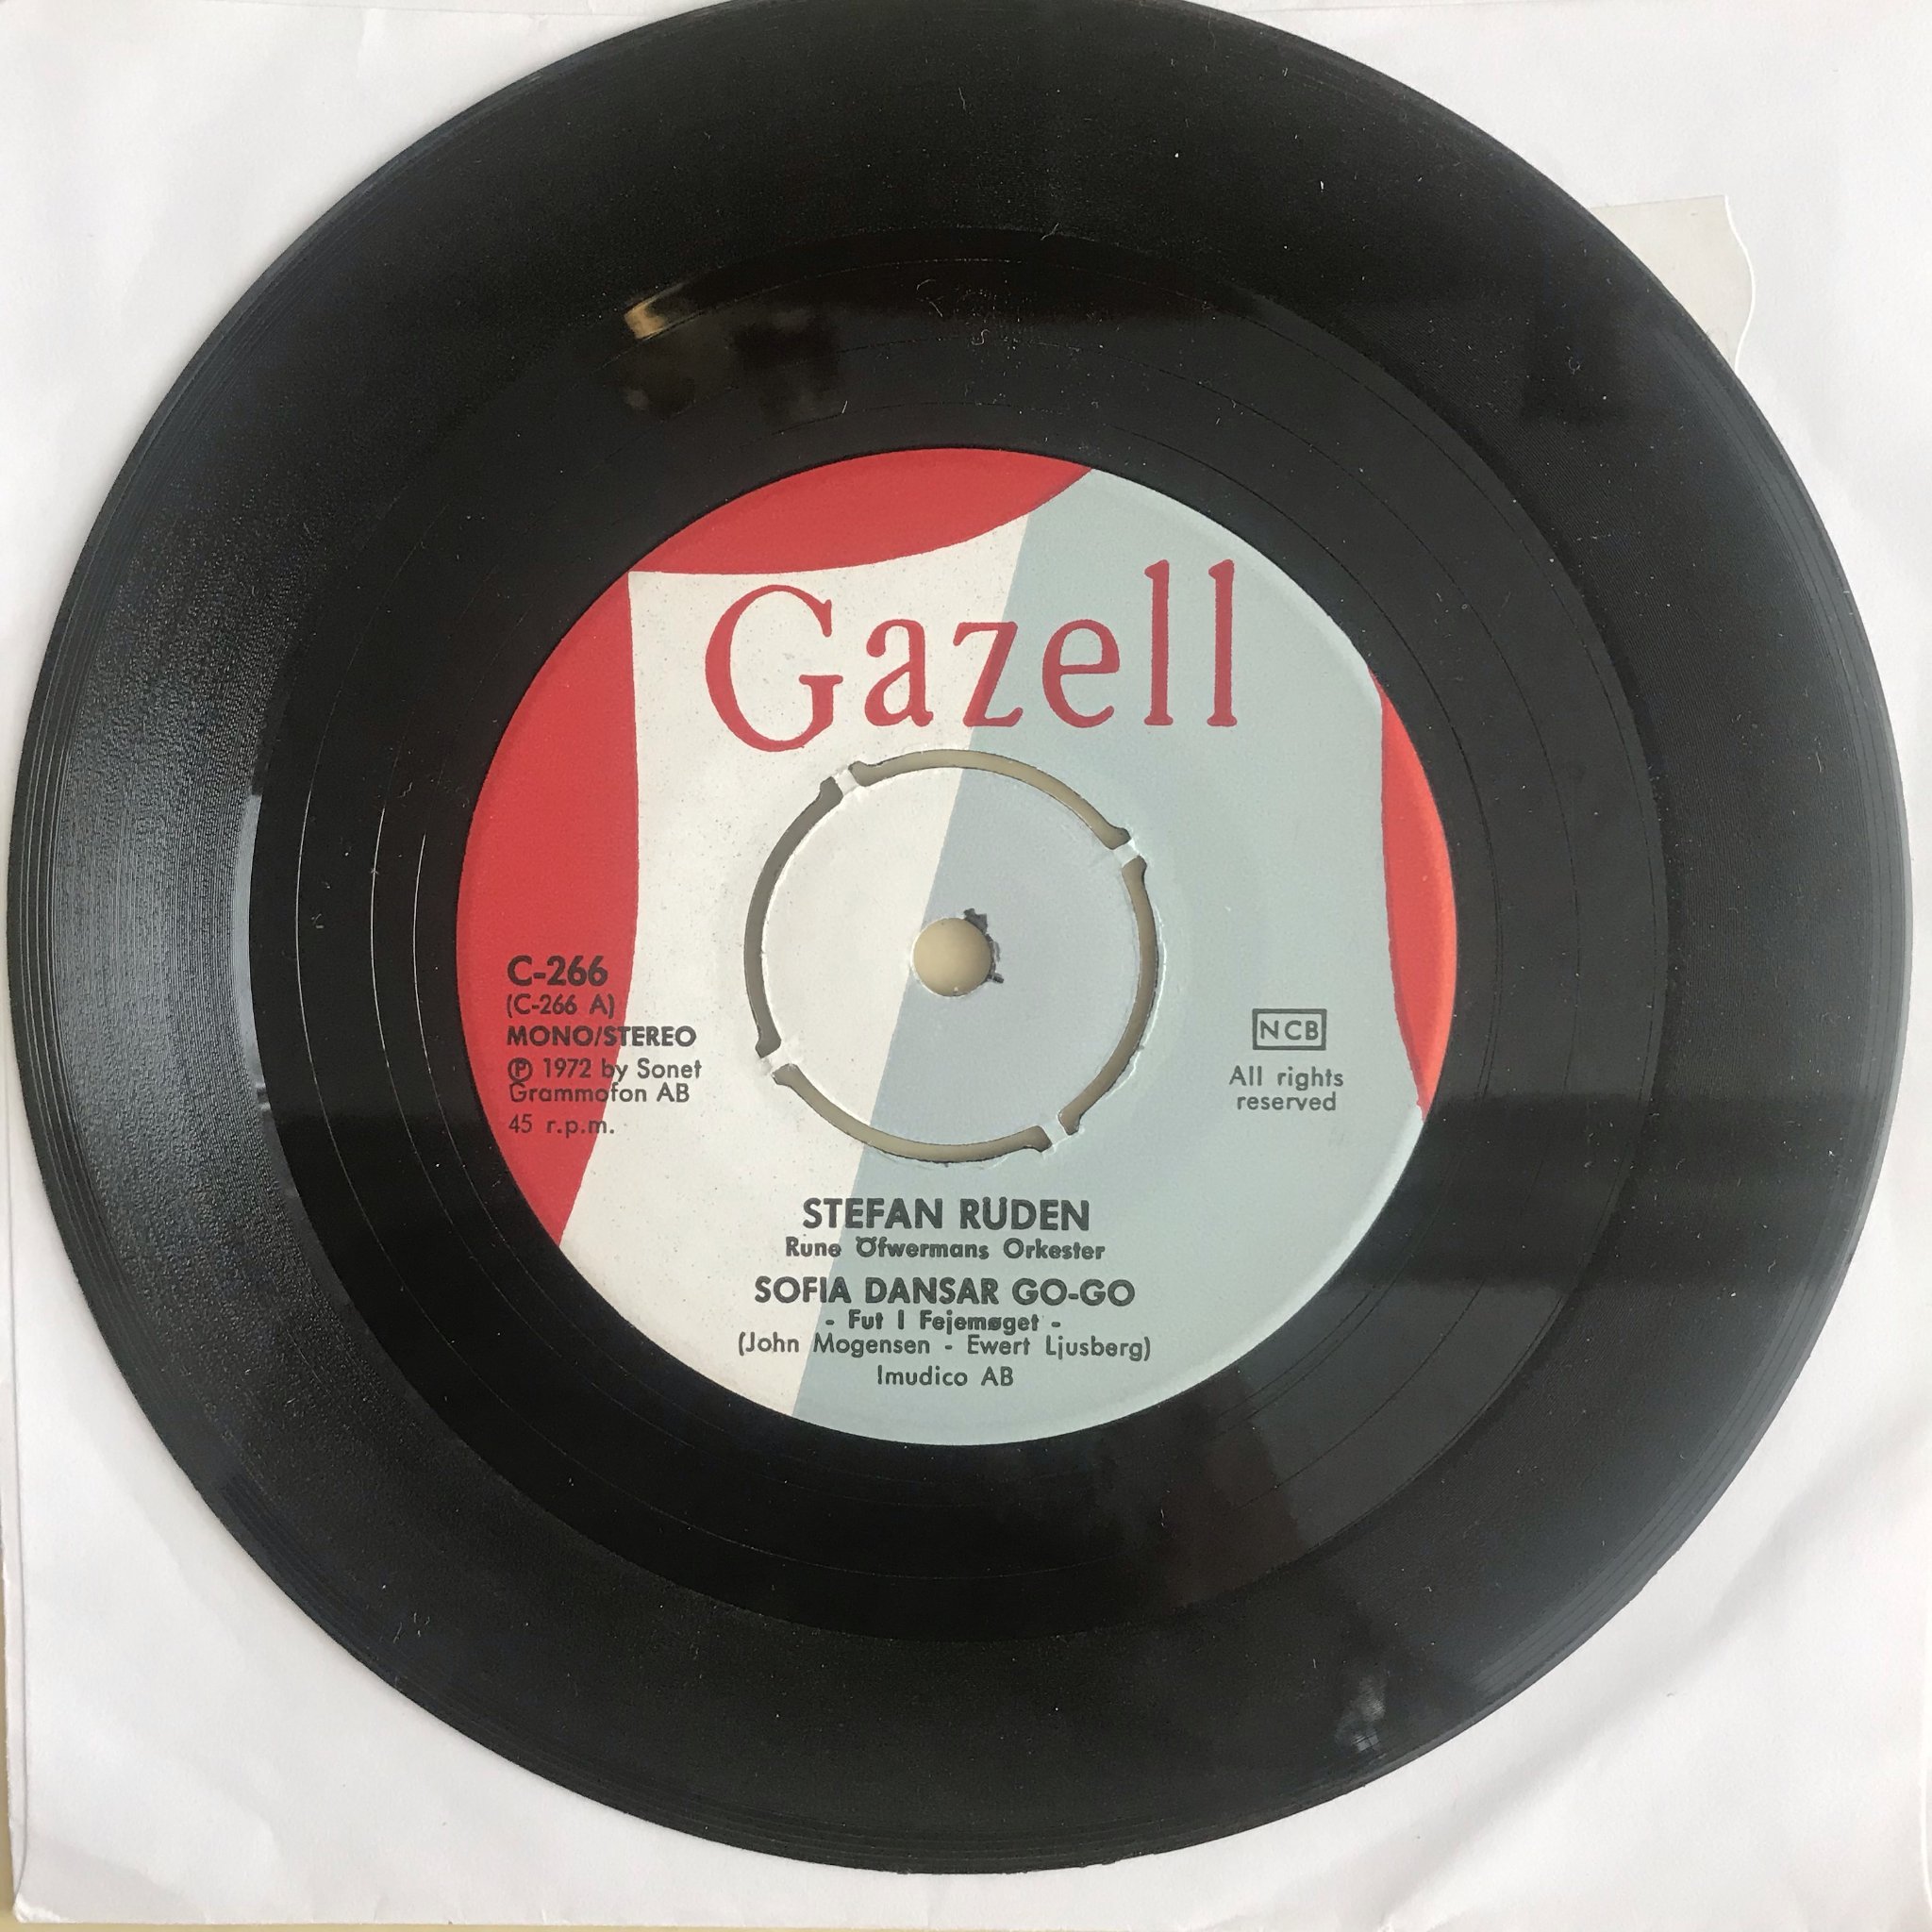 Gazell
C-266
(C-266 A)
MONO/STEREO
℗ 1972 by Sonet
Grammofon AB
45 r.p.m.
NCB
All rights
reserved
STEFAN RÜDEN
Rune Öfwermans Orkester
SOFIA DANSAR GO-GO
- Fut I Fejemøget -
(John Mogensen - Ewert Ljusberg)
Imudico AB